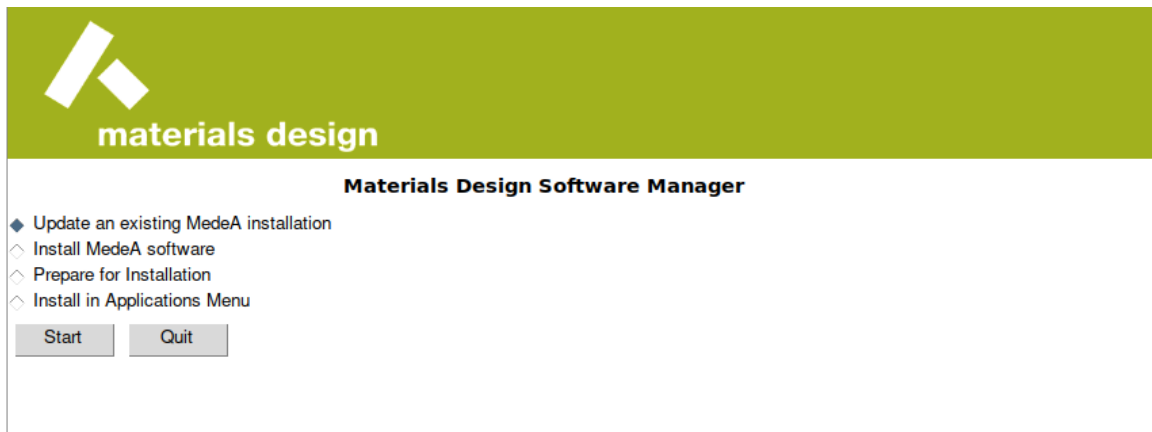 materials design
Materials Design Software Manager
Update an existing MedeA installation
Install MedeA software
Prepare for Installation
Install in Applications Menu
Start Quit